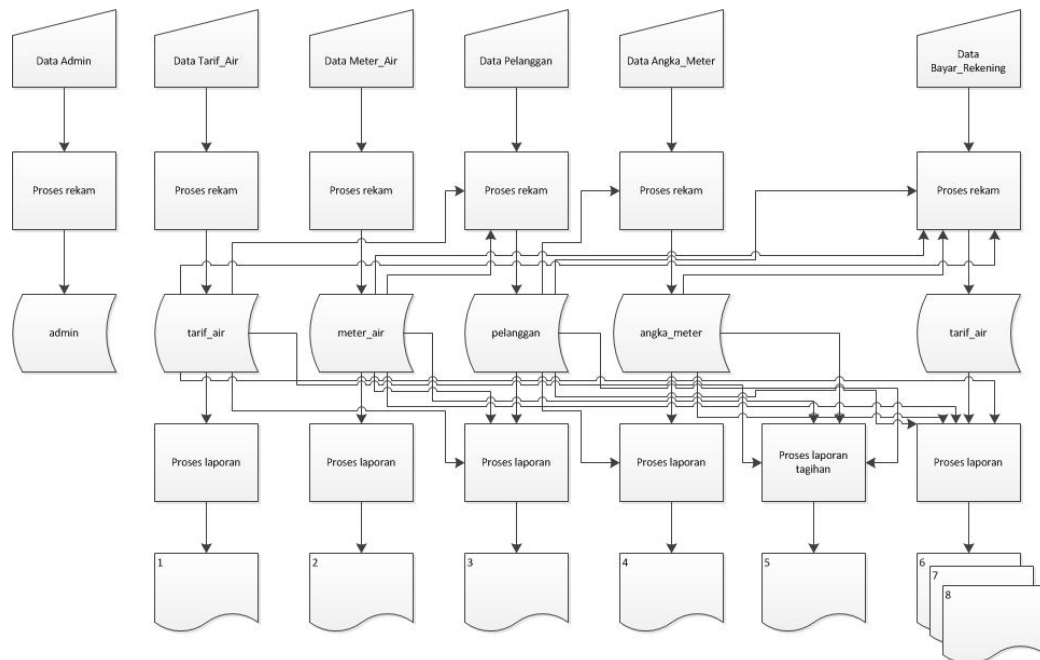 Data Admin
Data Tarif_Air
Data Meter_Air
Data Pelanggan
Data Angka_Meter
Data
Bayar_Rekening
Proses rekam
Proses rekam
Proses rekam
Proses rekam
Proses rekam
Proses rekam
admin
tarif_air
meter_air
pelanggan
angka_meter
tarif_air
Proses laporan
Proses laporan
Proses laporan
Proses laporan
Proses laporan
tagihan
Proses laporan
1
2
3
4
5
6
7
8